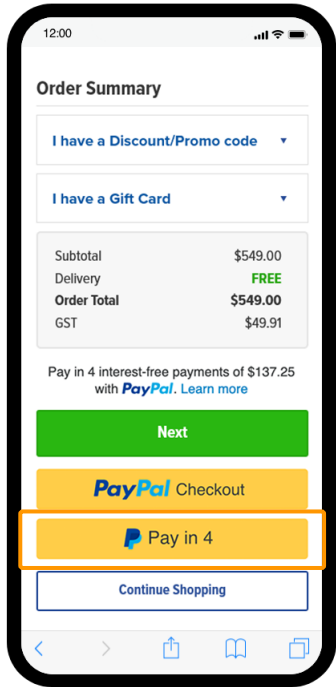 12:00
Order Summary
I have a Discount/Promo code
I have a Gift Card
Subtotal $549.00
Delivery FREE
Order Total $549.00
GST $49.91
Pay in 4 interest-free payments of $137.25
with PayPal. Learn more
Next
PayPal Checkout
Pay in 4
Continue Shopping